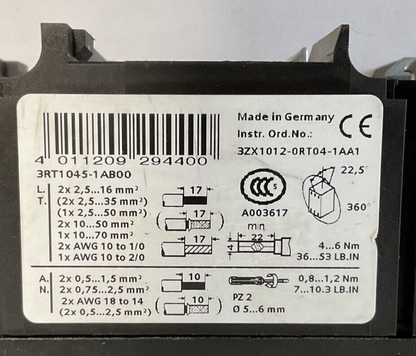 Made in Germany
Instr. Ord.No.:
3ZX1012-0RT04-1AA1
CE
4 011209 294400
3RT1045-1AB00
L. 2x 2,5...16 mm² 17
T. (2x 2,5...35 mm²)
(1x 2,5...50 mm²)
2x 10...50 mm² (17)
1x 10...70 mm²
2x AWG 10 to 1/0 17
1x AWG 10 to 2/0
CCC
A003617
22,5°
360°
min
22
4
4...6 Nm
36...53 LB.IN
A. 2x 0,5...1,5 mm² 10
N. 2x 0,75...2,5 mm²
2x AWG 18 to 14 (10)
(2x 0,5...2,5 mm²)
PZ 2
Ø 5...6 mm
0,8...1,2 Nm
7...10.3 LB.IN